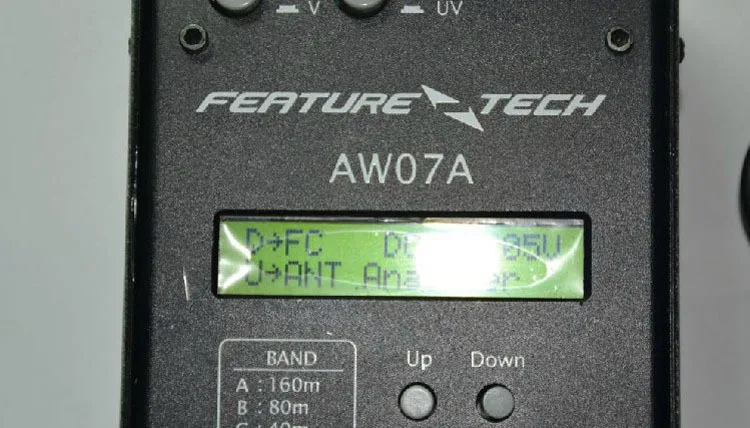 V UV
FEATURE TECH
AW07A
D→FC
U→ANT
BAND
Up Down
A : 160m
B : 80m